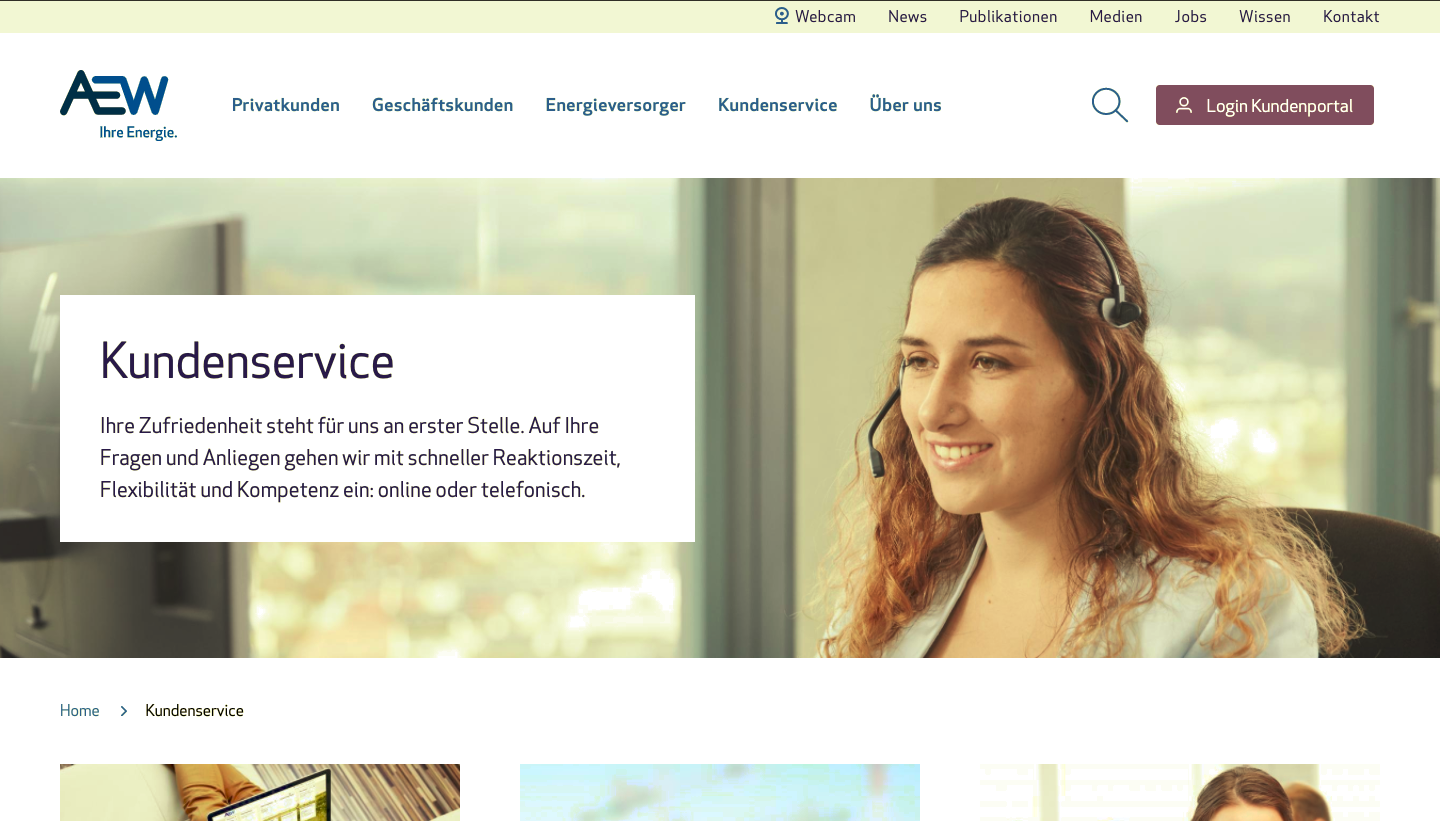 Webcam News Publikationen Medien Jobs Wissen Kontakt
AEW
Ihre Energie.
Privatkunden Geschäftskunden Energieversorger Kundenservice Über uns
Login Kundenportal
Kundenservice
Ihre Zufriedenheit steht für uns an erster Stelle. Auf Ihre
Fragen und Anliegen gehen wir mit schneller Reaktionszeit,
Flexibilität und Kompetenz ein: online oder telefonisch.
Home Kundenservice